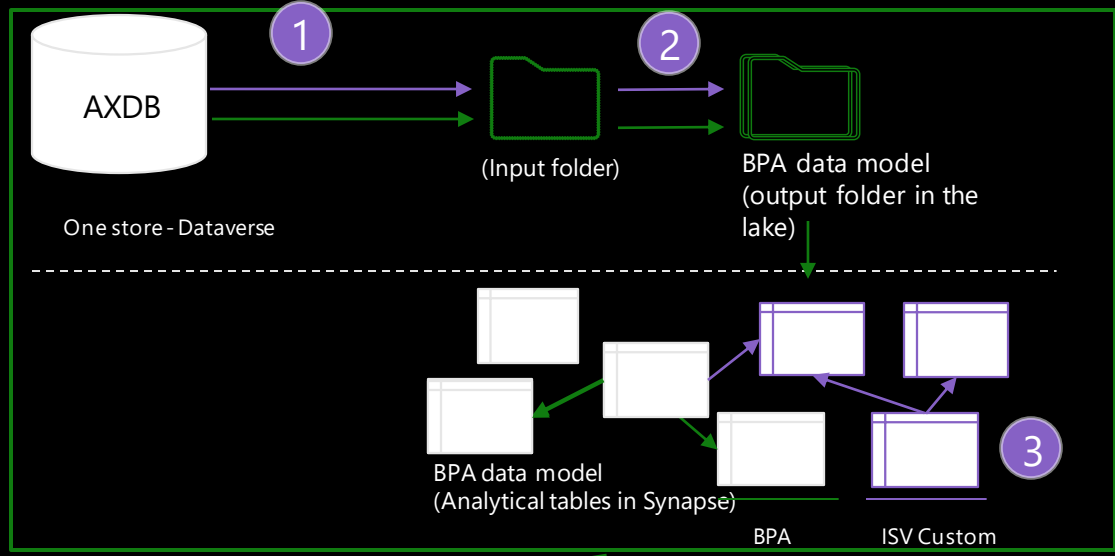 1
2
AXDB
(Input folder)
BPA data model
(output folder in the
lake)
One store - Dataverse
3
BPA data model
(Analytical tables in Synapse)
BPA
ISV Custom